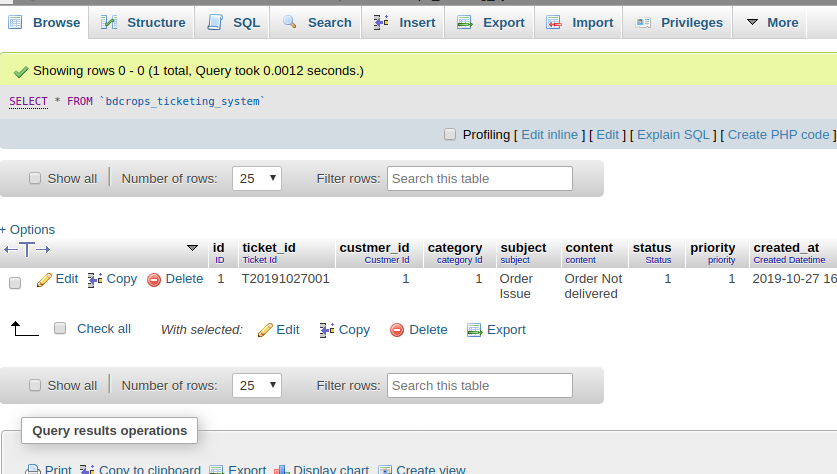 Browse Structure SQL Search Insert Export Import Privileges More
Showing rows 0 - 0 (1 total, Query took 0.0012 seconds.)
SELECT * FROM `bdcrops_ticketing_system`
Profiling [ Edit inline ] [ Edit ] [ Explain SQL ] [ Create PHP code ]
Show all Number of rows: 25 Filter rows: Search this table
+ Options
←T→ id ticket_id custmer_id category subject content status priority created_at
ID Ticket Id Custmer Id category Id subject content Status priority Created Datetime
Edit Copy Delete 1 T20191027001 1 1 Order Order Not 1 1 2019-10-27 16
Issue delivered
Check all With selected: Edit Copy Delete Export
Show all Number of rows: 25 Filter rows: Search this table
Query results operations
Print Copy to clipboard Export Display chart Create view